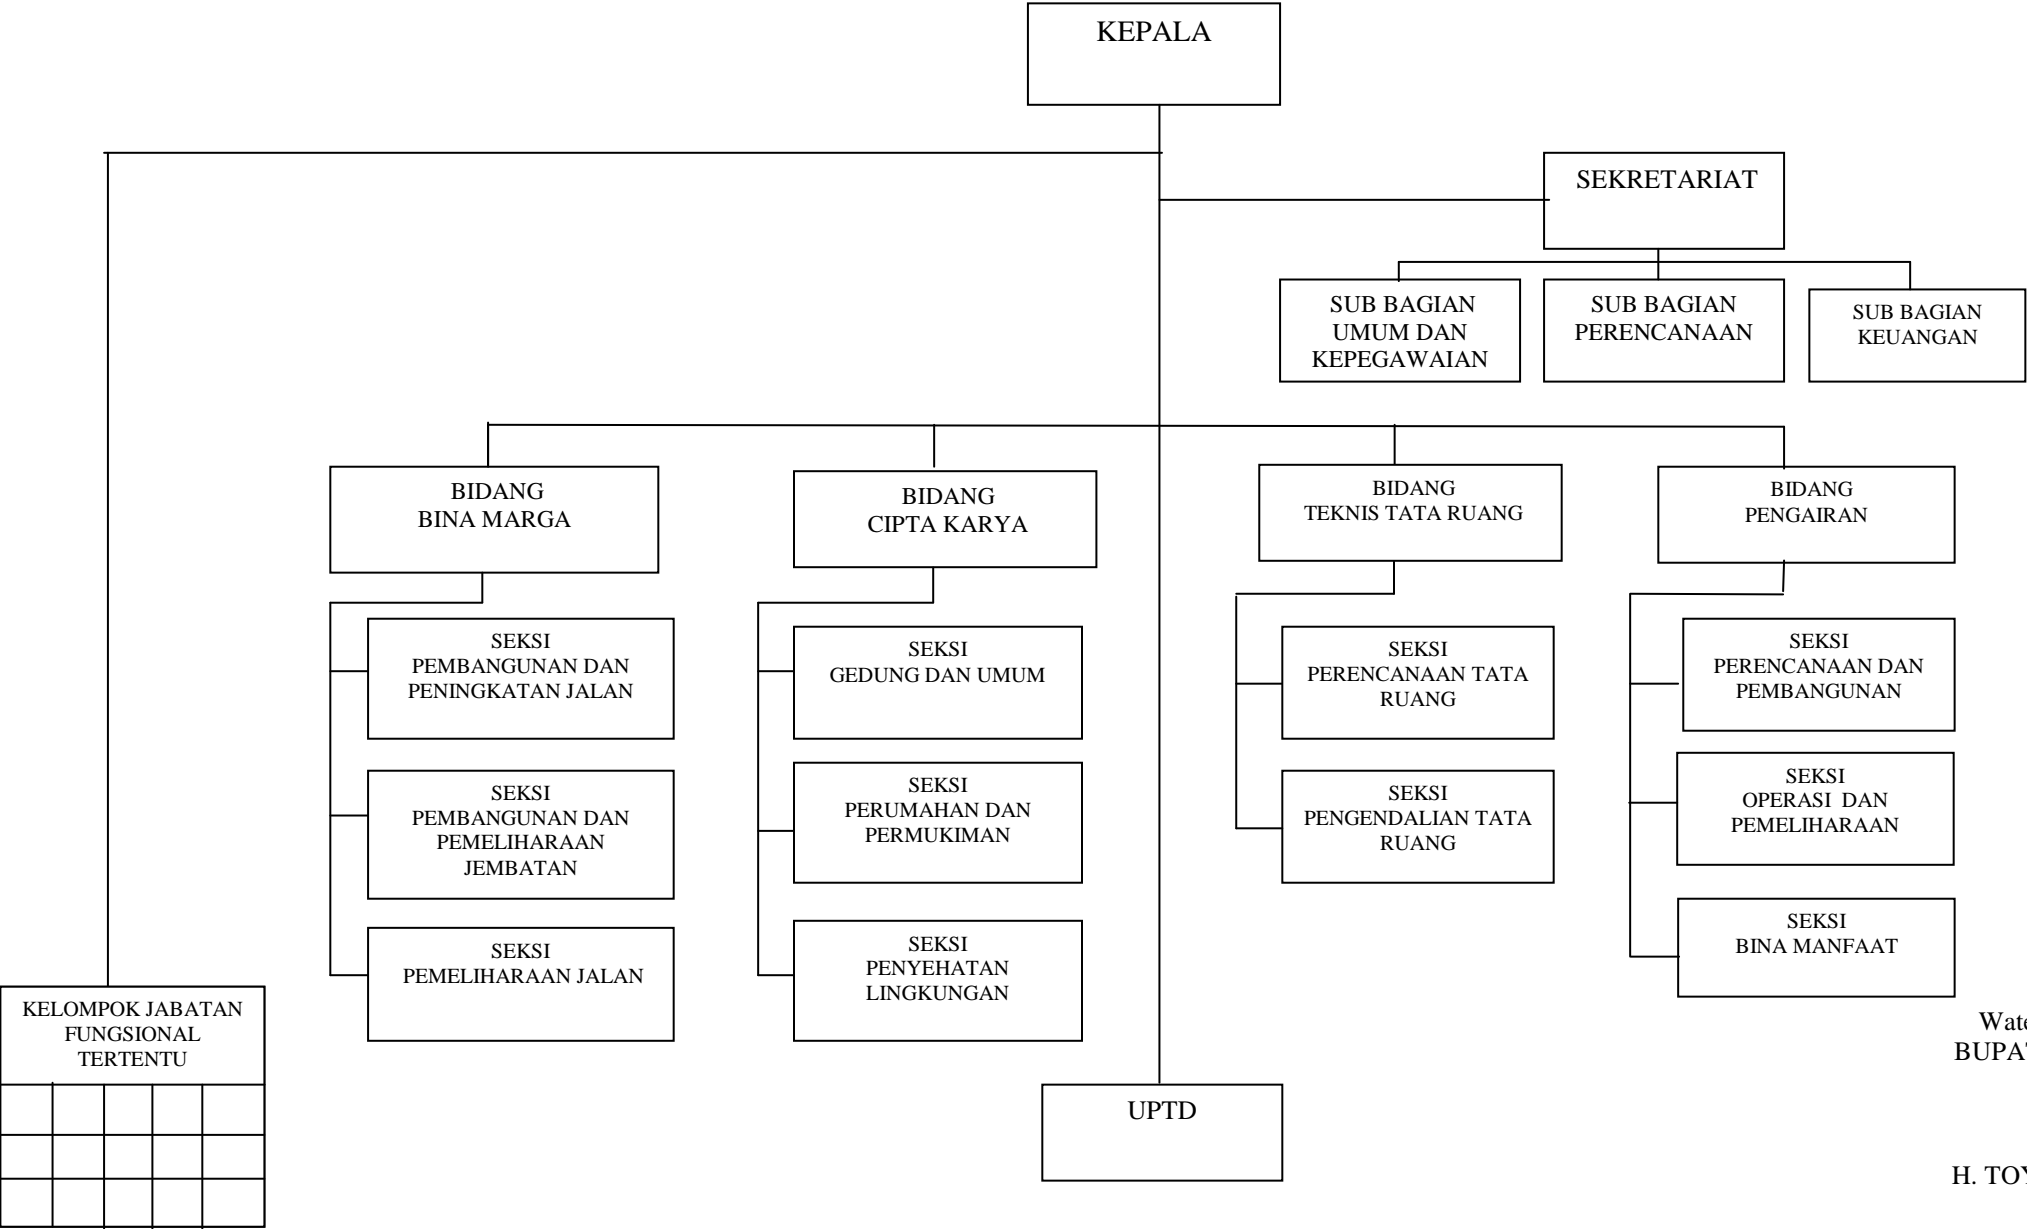 KEPALA
SEKRETARIAT
SUB BAGIAN
UMUM DAN
KEPEGAWAIAN
SUB BAGIAN
PERENCANAAN
SUB BAGIAN
KEUANGAN
BIDANG
BINA MARGA
BIDANG
CIPTA KARYA
BIDANG
TEKNIS TATA RUANG
BIDANG
PENGAIRAN
SEKSI
PEMBANGUNAN DAN
PENINGKATAN JALAN
SEKSI
PEMBANGUNAN DAN
PEMELIHARAAN
JEMBATAN
SEKSI
PEMELIHARAAN JALAN
SEKSI
GEDUNG DAN UMUM
SEKSI
PERUMAHAN DAN
PERMUKIMAN
SEKSI
PENYEHATAN
LINGKUNGAN
SEKSI
PERENCANAAN TATA
RUANG
SEKSI
PENGENDALIAN TATA
RUANG
SEKSI
PERENCANAAN DAN
PEMBANGUNAN
SEKSI
OPERASI DAN
PEMELIHARAAN
SEKSI
BINA MANFAAT
KELOMPOK JABATAN
FUNGSIONAL
TERTENTU
UPTD
H.